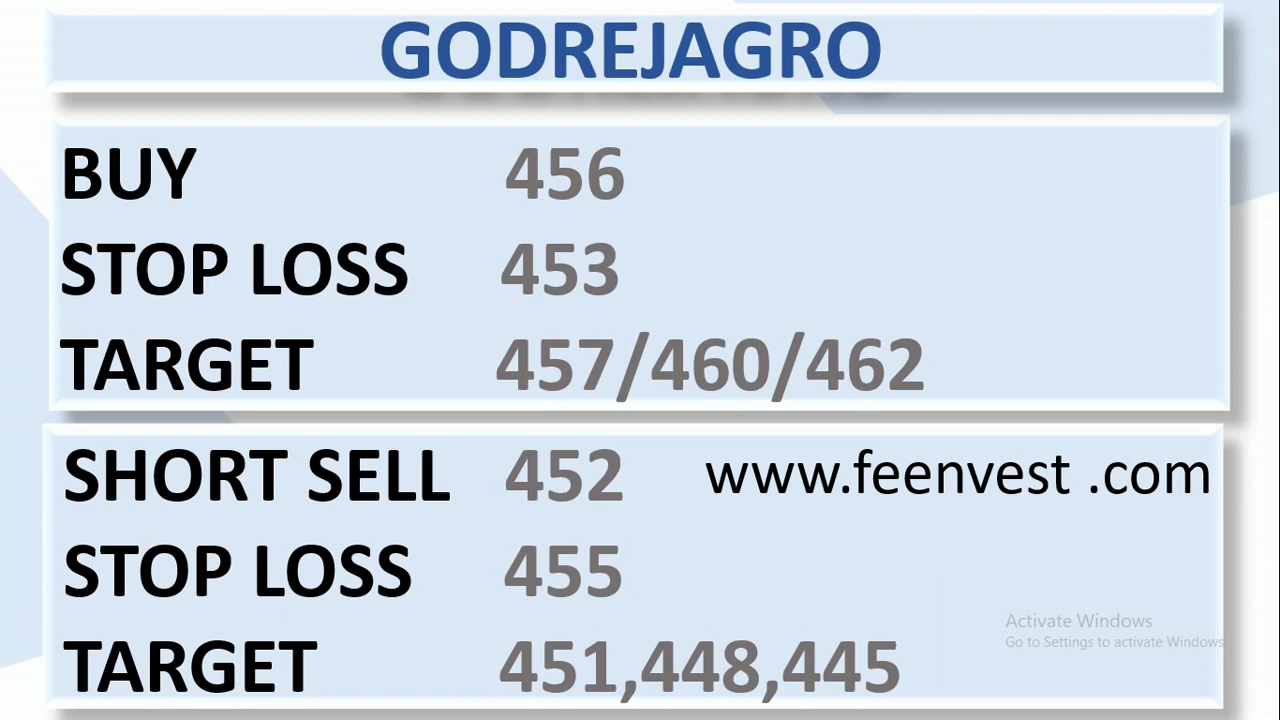 GODREJAGRO
BUY 456
STOP LOSS 453
TARGET 457/460/462
SHORT SELL 452 www.feenvest .com
STOP LOSS 455
TARGET 451,448,445
Activate Windows
Go to Settings to activate Windows